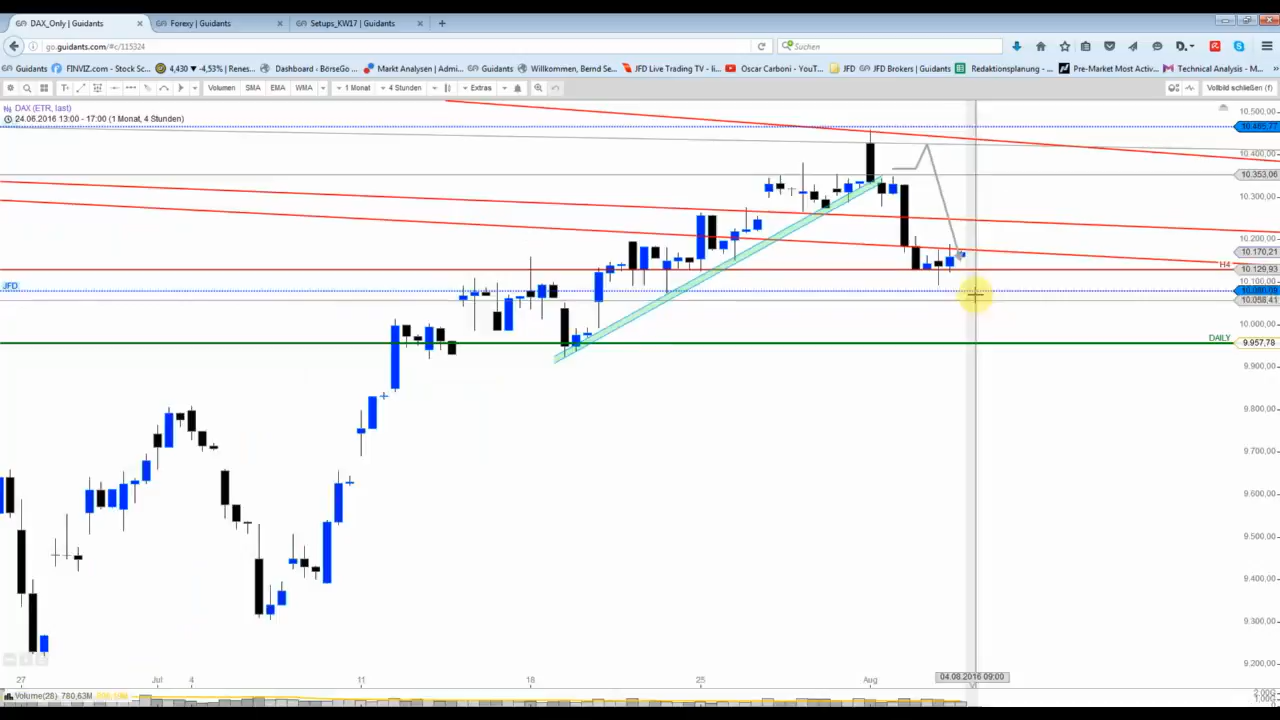 DAX_Only | Guidants
Forexy | Guidants
Setups_KW17 | Guidants
go.guidants.com/#c/115324
Suchen
Guidants
FINVIZ.com - Stock Sc...
4,430 ▼ -4,53% | Renes...
Dashboard - BörseGo ...
Markt Analysen | Admi...
Guidants
Willkommen, Bernd Se...
JFD Live Trading TV - li...
Oscar Carboni - YouT...
JFD
JFD Brokers | Guidants
Redaktionsplanung - ...
Pre-Market Most Activ...
Technical Analysis - M...
Volumen
SMA
EMA
WMA
1 Monat
4 Stunden
Extras
Vollbild schließen (f)
DAX (ETR, last)
24.06.2016 13:00 - 17:00 (1 Monat, 4 Stunden)
10.500,00
10.465,77
10.400,00
10.353,06
10.300,00
10.200,00
10.170,21
H4
10.129,93
10.100,00
JFD
10.058,41
10.000,00
DAILY
9.957,78
9.900,00
9.800,00
9.700,00
9.600,00
9.500,00
9.400,00
9.300,00
9.200,00
27
Jul
4
11
18
25
Aug
04.08.2016 09:00
Volume(28)
780,63M